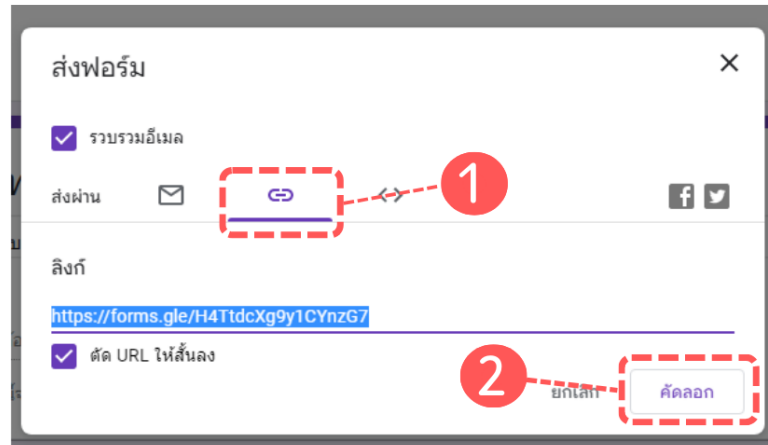 ส่งฟอร์ม
รวบรวมอีเมล
ส่งผ่าน
1
ลิงก์
https://forms.gle/H4TtdcXg9y1CYnzG7
ตัด URL ให้สั้นลง
2
ยกเลิก
คัดลอก